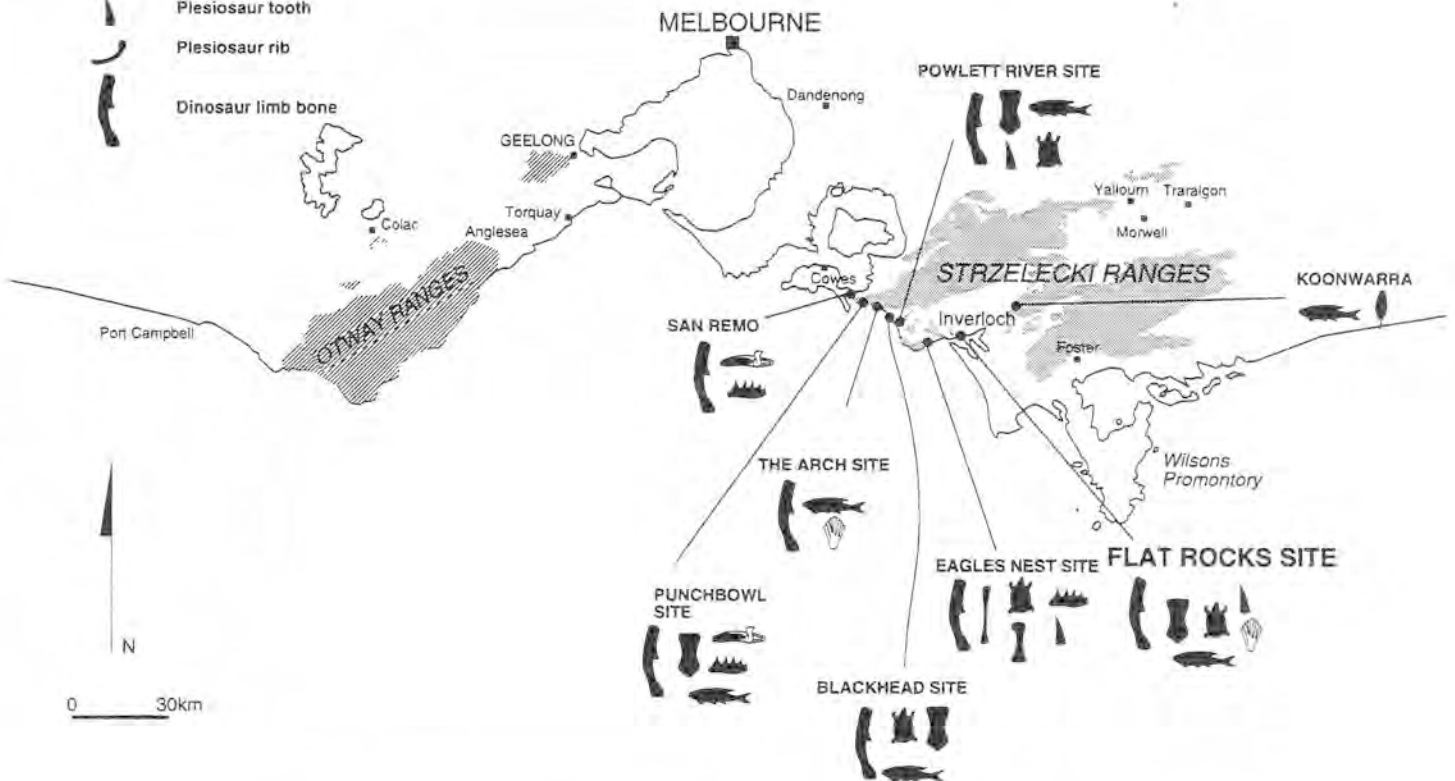 Plesiosaur tooth
Plesiosaur rib
Dinosaur limb bone
MELBOURNE
Dandenong
POWLETT RIVER SITE
GEELONG
Colac
Torquay
Anglesea
Yallourn
Traralgon
Morwell
STRZELECKI RANGES
Cowes
KOONWARRA
OTWAY RANGES
Port Campbell
SAN REMO
Inverloch
Foster
THE ARCH SITE
Wilsons
Promontory
EAGLES NEST SITE
FLAT ROCKS SITE
PUNCHBOWL
SITE
N
BLACKHEAD SITE
0 30km